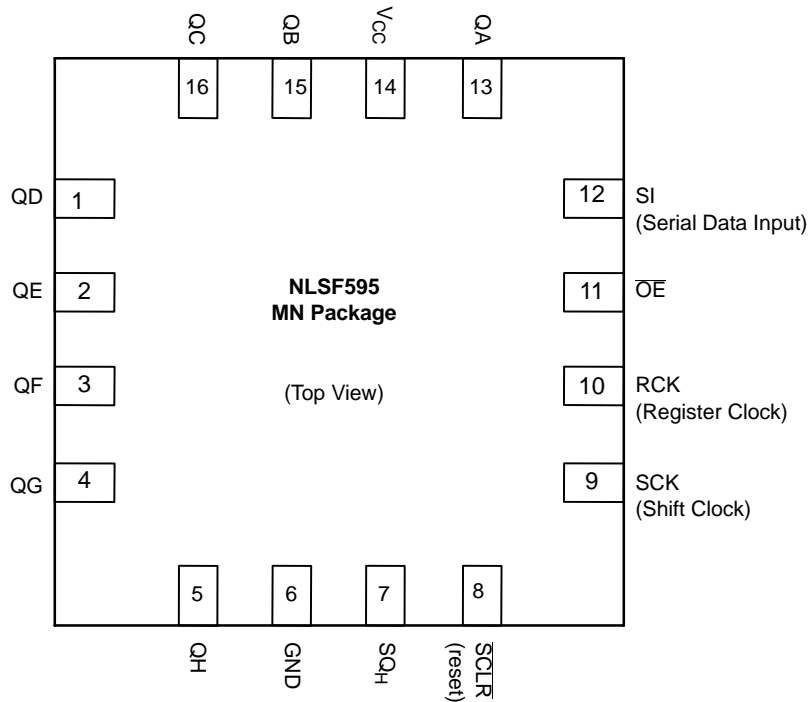 QC QB VCC QA
16 15 14 13
QD 1
12 SI
(Serial Data Input)
QE 2
NLSF595
MN Package
11 O̅E̅
QF 3
(Top View)
10 RCK
(Register Clock)
QG 4
9 SCK
(Shift Clock)
5 6 7 8
QH GND SQH S̅C̅L̅R̅
(reset)